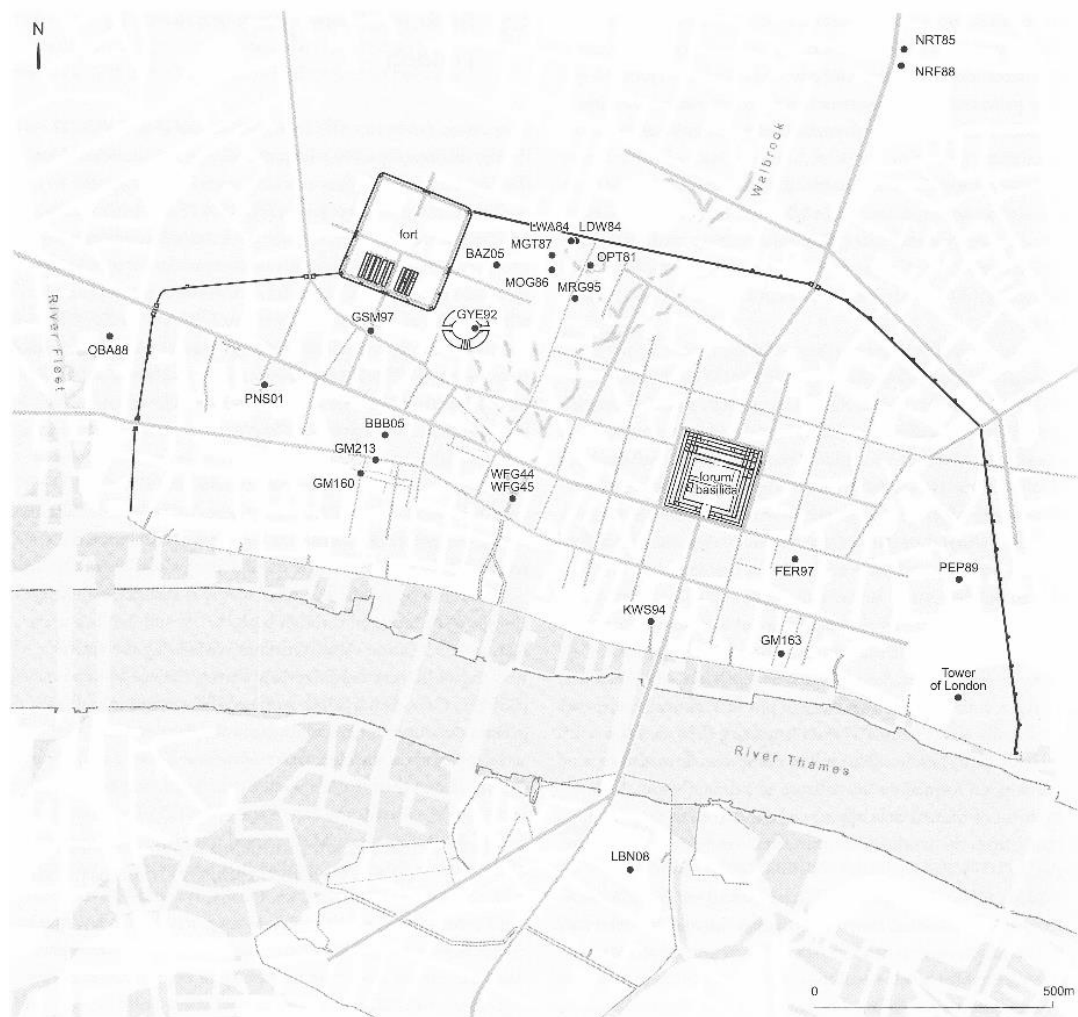 N
NRT85
NRF88
Walbrook
fort
LWA84 LDW84
MGT87
BAZ05
OPT81
MOG86
MRG95
River Fleet
GSM97
GYE92
OBA88
PNS01
BBB05
GM213
GM160
WFG44
WFG45
forum/
basilica
FER97
PEP89
KWS94
GM163
Tower
of London
River Thames
LBN08
0 500m